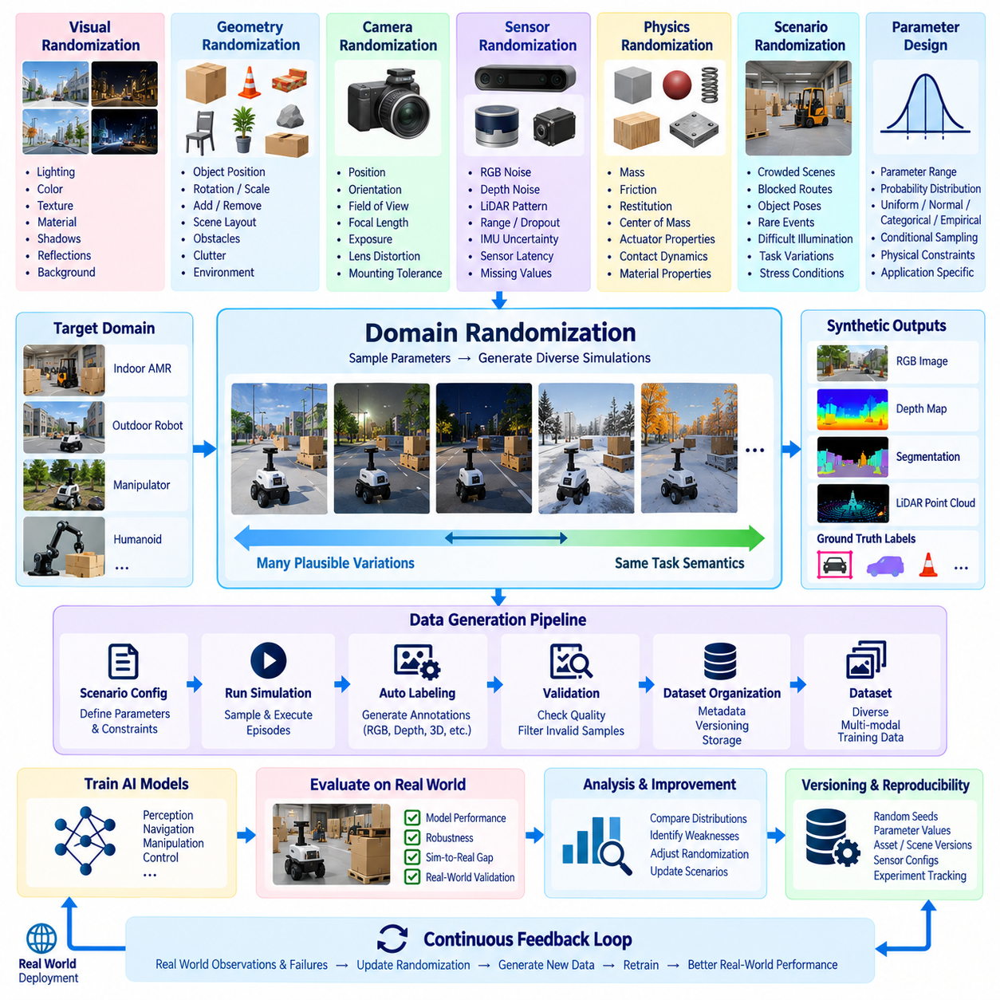 Visual
Randomization
Lighting
Color
Texture
Material
Shadows
Reflections
Background
Geometry
Randomization
Object Position
Rotation / Scale
Add / Remove
Scene Layout
Obstacles
Clutter
Environment
Camera
Randomization
Position
Orientation
Field of View
Focal Length
Exposure
Lens Distortion
Mounting Tolerance
Sensor
Randomization
RGB Noise
Depth Noise
LiDAR Pattern
Range / Dropout
IMU Uncertainty
Sensor Latency
Missing Values
Physics
Randomization
Mass
Friction
Restitution
Center of Mass
Actuator Properties
Contact Dynamics
Material Properties
Scenario
Randomization
Crowded Scenes
Blocked Routes
Object Poses
Rare Events
Difficult Illumination
Task Variations
Stress Conditions
Parameter
Design
Parameter Range
Probability Distribution
Uniform / Normal /
Categorical / Empirical
Conditional Sampling
Physical Constraints
Application Specific
Target Domain
Indoor AMR
Outdoor Robot
Manipulator
Humanoid
...
Domain Randomization
Sample Parameters → Generate Diverse Simulations
...
Many Plausible Variations
Same Task Semantics
Synthetic Outputs
RGB Image
Depth Map
Segmentation
LiDAR Point Cloud
Ground Truth Labels
...
Data Generation Pipeline
Scenario Config
Define Parameters
& Constraints
Run Simulation
Sample & Execute
Episodes
Auto Labeling
Generate Annotations
(RGB, Depth, 3D, etc.)
Validation
Check Quality
Filter Invalid Samples
Dataset Organization
Metadata
Versioning
Storage
Dataset
Diverse
Multi-modal
Training Data
Train AI Models
Perception
Navigation
Manipulation
Control
...
Evaluate on Real World
Model Performance
Robustness
Sim-to-Real Gap
Real-World Validation
Analysis & Improvement
Compare Distributions
Identify Weaknesses
Adjust Randomization
Update Scenarios
Versioning & Reproducibility
Random Seeds
Parameter Values
Asset / Scene Versions
Sensor Configs
Experiment Tracking
Real World
Deployment
Continuous Feedback Loop
Real World Observations & Failures → Update Randomization → Generate New Data → Retrain → Better Real-World Performance